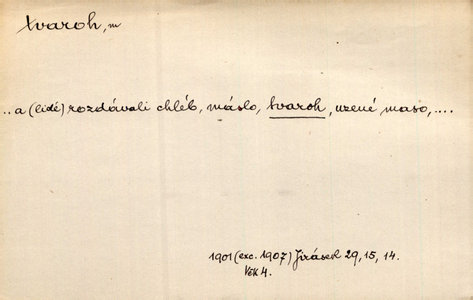 tvaroh, m
.. a (lidé) rozdávali chléb, máslo, tvaroh, uzené maso, ....
1901 (exc. 1907) Jirásek 29, 15, 14.
Věk 4.